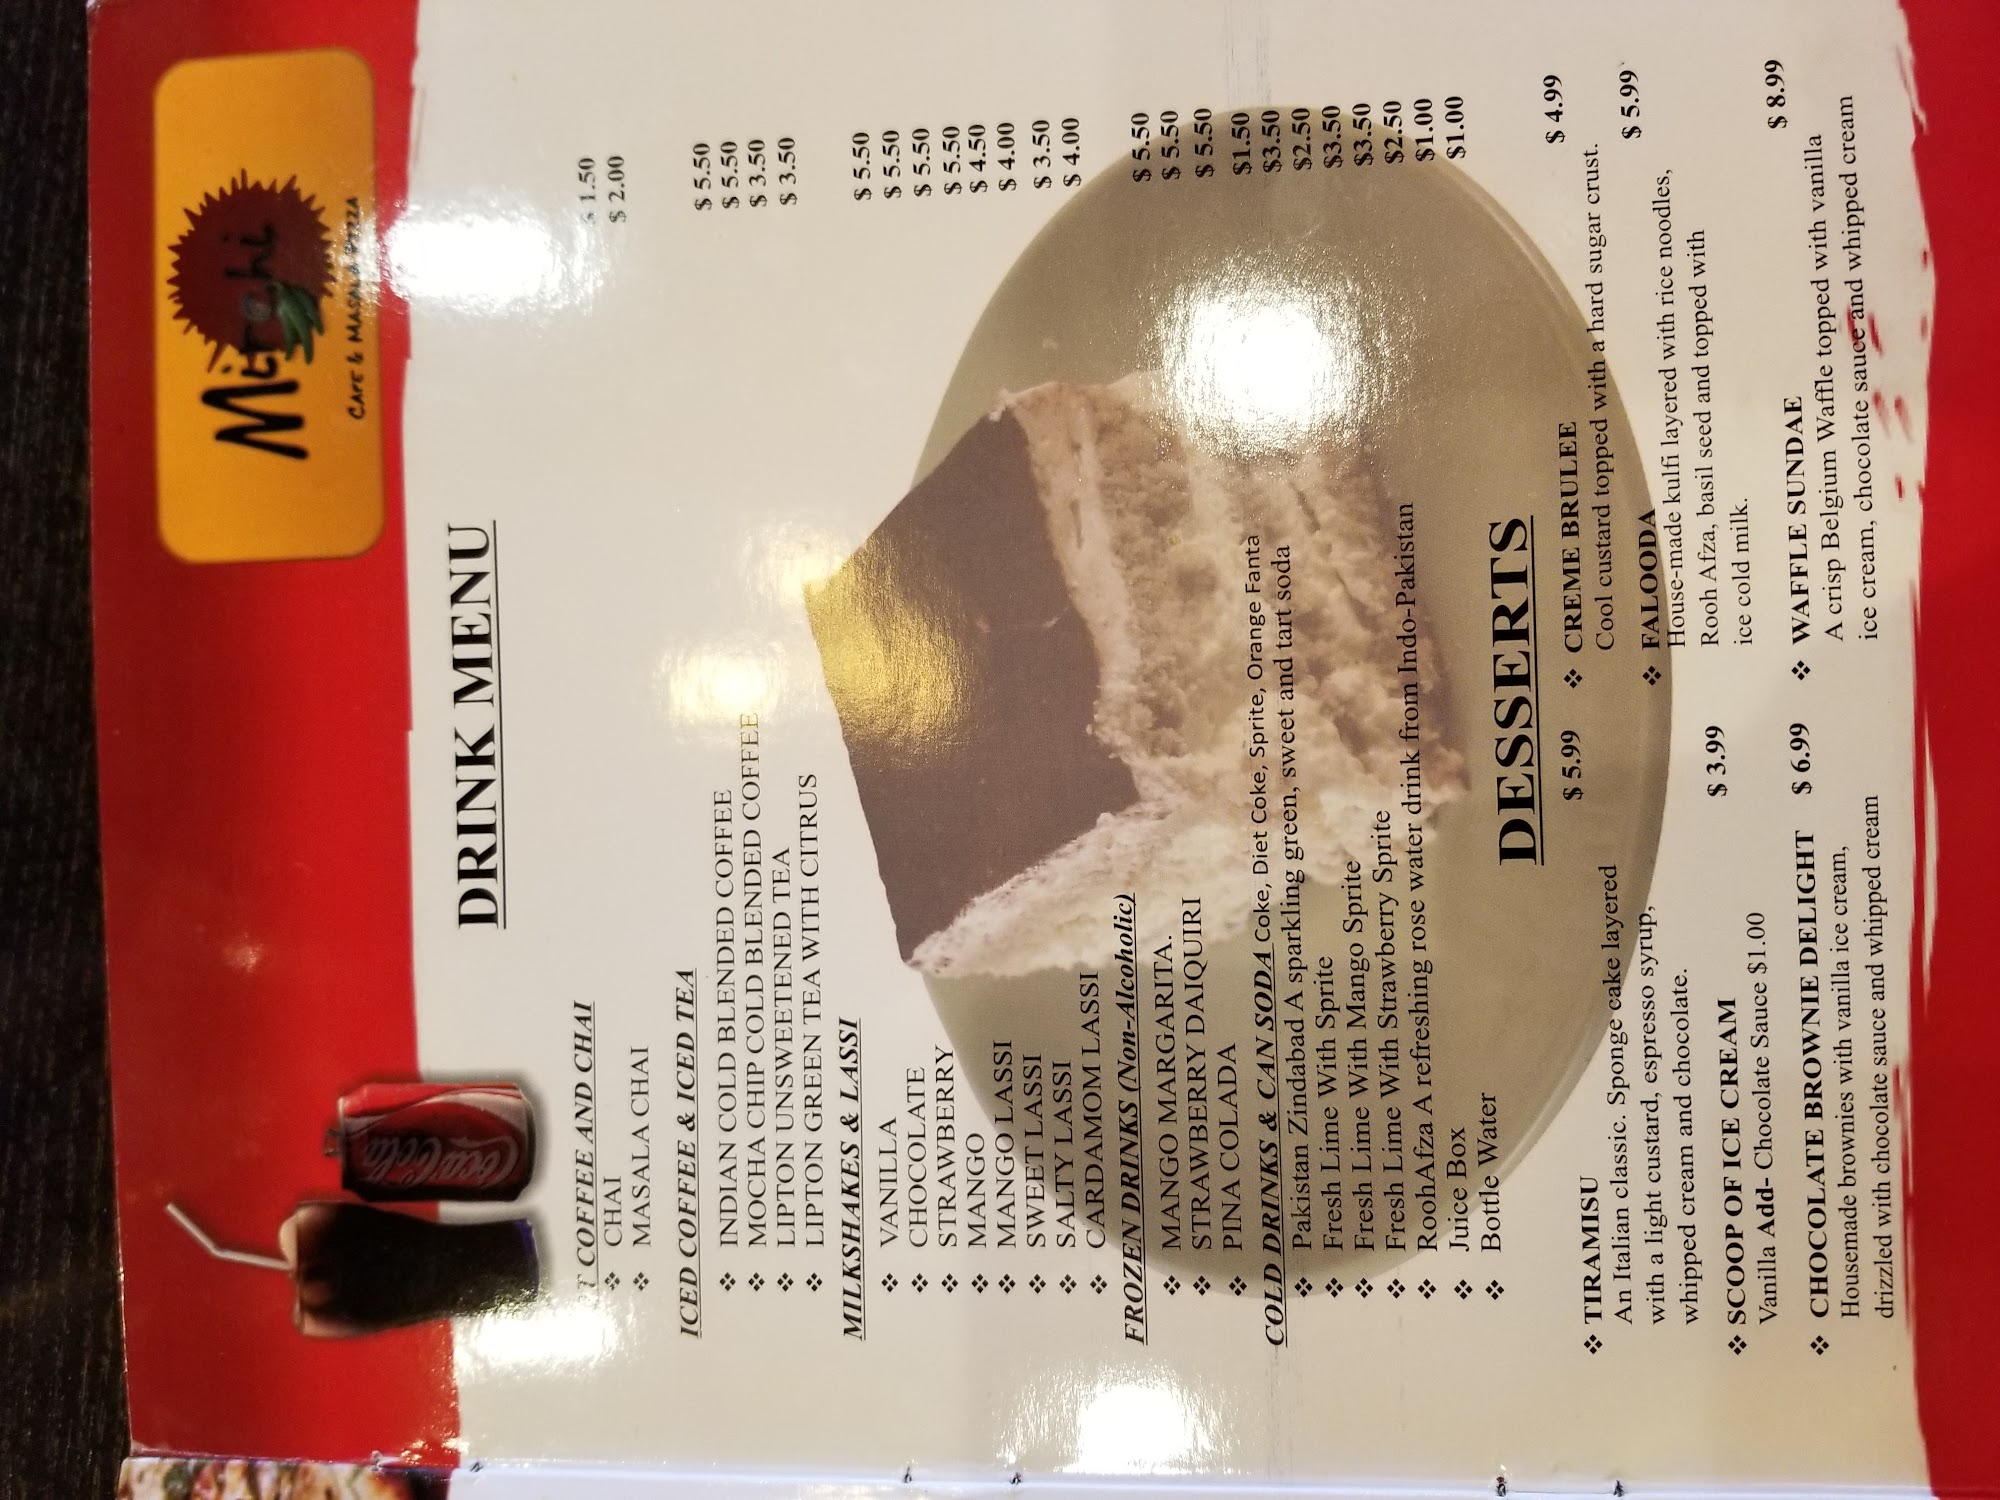 Mirchi
CAFE & MASALA PIZZA
Coca-Cola
DRINK MENU
COFFEE AND CHAI
❖ CHAI $ 1.50
❖ MASALA CHAI $ 2.00
ICED COFFEE & ICED TEA
❖ INDIAN COLD BLENDED COFFEE $ 5.50
❖ MOCHA CHIP COLD BLENDED COFFEE $ 5.50
❖ LIPTON UNSWEETENED TEA $ 3.50
❖ LIPTON GREEN TEA WITH CITRUS $ 3.50
MILKSHAKES & LASSI
❖ VANILLA $ 5.50
❖ CHOCOLATE $ 5.50
❖ STRAWBERRY $ 5.50
❖ MANGO $ 5.50
❖ MANGO LASSI $ 4.50
❖ SWEET LASSI $ 4.00
❖ SALTY LASSI $ 3.50
❖ CARDAMOM LASSI $ 4.00
FROZEN DRINKS (Non-Alcoholic)
❖ MANGO MARGARITA. $ 5.50
❖ STRAWBERRY DAIQUIRI $ 5.50
❖ PINA COLADA $ 5.50
COLD DRINKS & CAN SODA Coke, Diet Coke, Sprite, Orange Fanta $1.50
❖ Pakistan Zindabad A sparkling green, sweet and tart soda $3.50
❖ Fresh Lime With Sprite $2.50
❖ Fresh Lime With Mango Sprite $3.50
❖ Fresh Lime With Strawberry Sprite $3.50
❖ RoohAfza A refreshing rose water drink from Indo-Pakistan $2.50
❖ Juice Box $1.00
❖ Bottle Water $1.00
DESSERTS
❖ TIRAMISU $ 5.99
An Italian classic. Sponge cake layered
with a light custard, espresso syrup,
whipped cream and chocolate.
❖ SCOOP OF ICE CREAM $ 3.99
Vanilla Add- Chocolate Sauce $1.00
❖ CHOCOLATE BROWNIE DELIGHT $ 6.99
Housemade brownies with vanilla ice cream,
drizzled with chocolate sauce and whipped cream
❖ CREME BRULEE $ 4.99
Cool custard topped with a hard sugar crust.
❖ FALOODA $ 5.99
House-made kulfi layered with rice noodles,
Rooh Afza, basil seed and topped with
ice cold milk.
❖ WAFFLE SUNDAE $ 8.99
A crisp Belgium Waffle topped with vanilla
ice cream, chocolate sauce and whipped cream